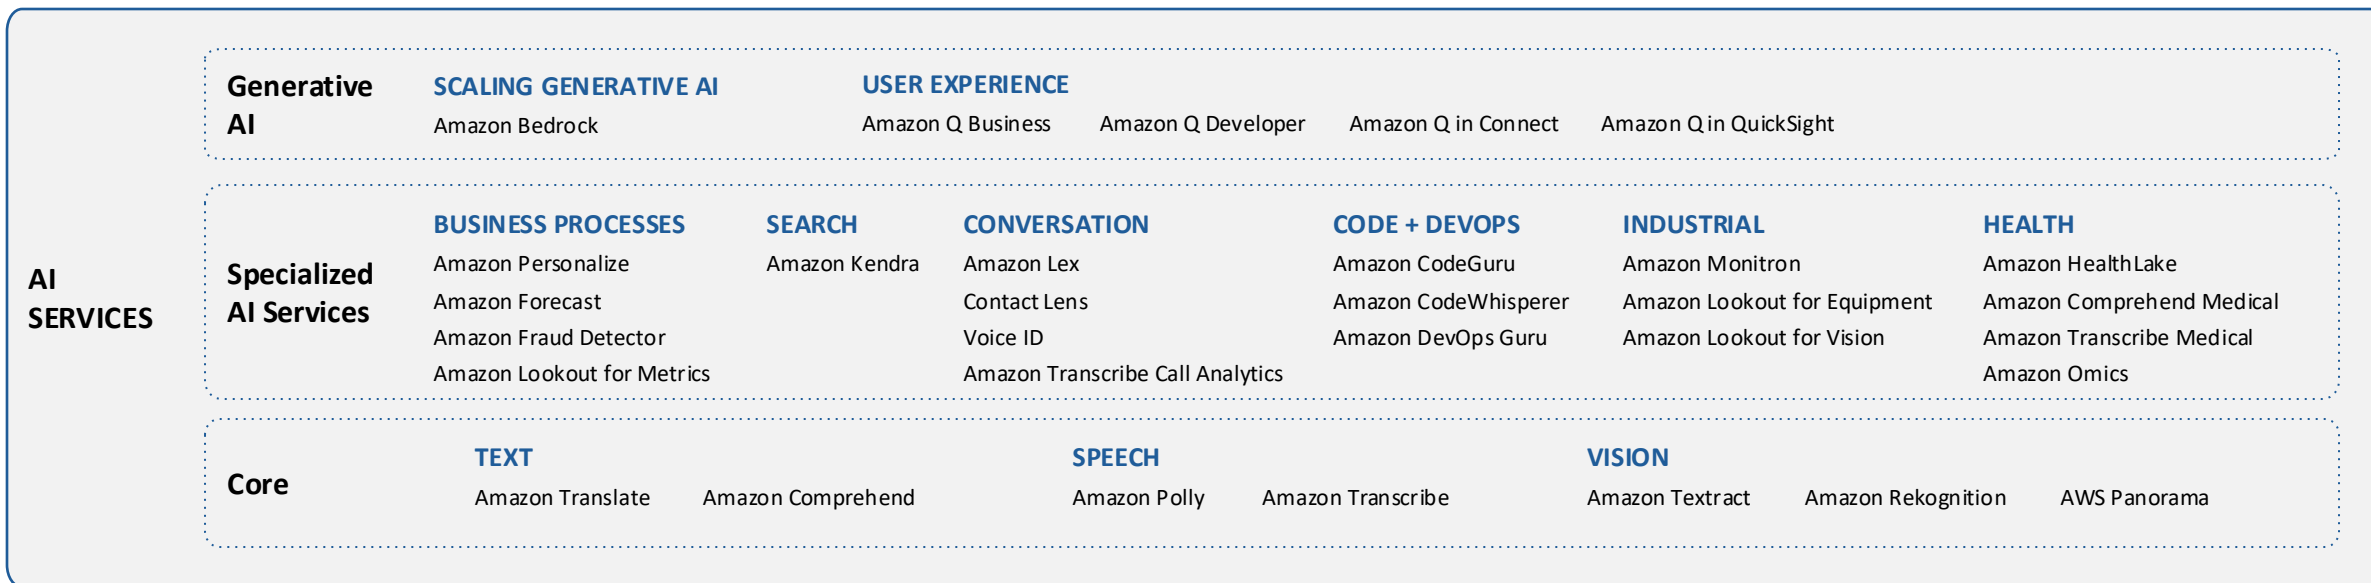 AI
SERVICES
Generative
AI
SCALING GENERATIVE AI
Amazon Bedrock
USER EXPERIENCE
Amazon Q Business
Amazon Q Developer
Amazon Q in Connect
Amazon Q in QuickSight
Specialized
AI Services
BUSINESS PROCESSES
Amazon Personalize
Amazon Forecast
Amazon Fraud Detector
Amazon Lookout for Metrics
SEARCH
Amazon Kendra
CONVERSATION
Amazon Lex
Contact Lens
Voice ID
Amazon Transcribe Call Analytics
CODE + DEVOPS
Amazon CodeGuru
Amazon CodeWhisperer
Amazon DevOps Guru
INDUSTRIAL
Amazon Monitron
Amazon Lookout for Equipment
Amazon Lookout for Vision
HEALTH
Amazon HealthLake
Amazon Comprehend Medical
Amazon Transcribe Medical
Amazon Omics
Core
TEXT
Amazon Translate
Amazon Comprehend
SPEECH
Amazon Polly
Amazon Transcribe
VISION
Amazon Textract
Amazon Rekognition
AWS Panorama